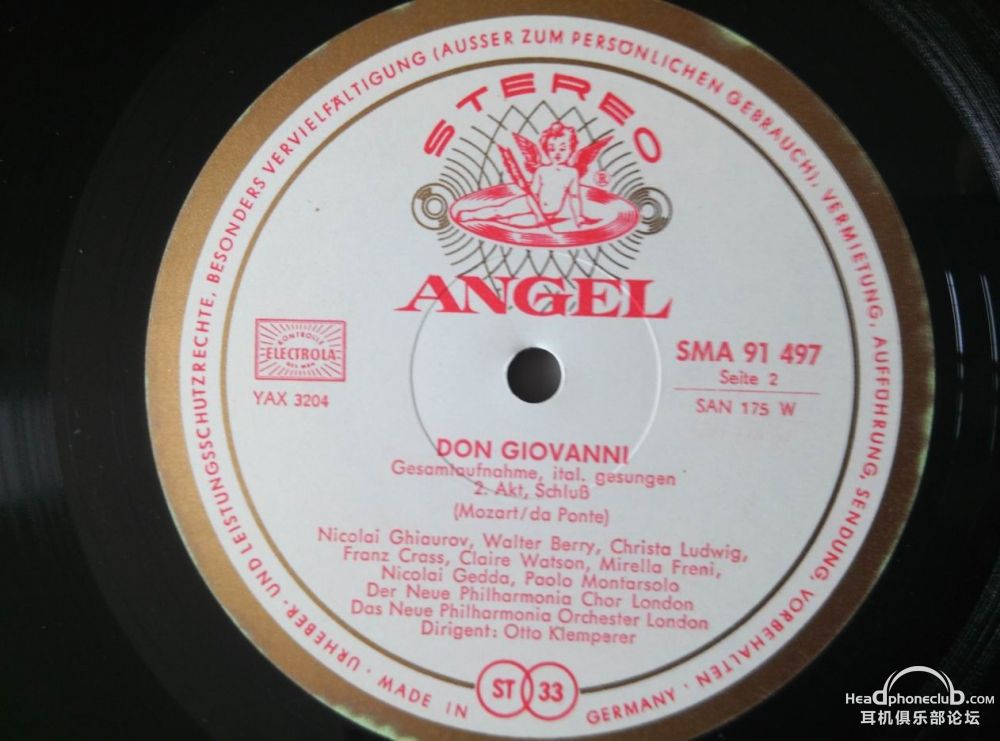 URHEBER- UND LEISTUNGSSCHUTZRECHTE, BESONDERS VERVIELFÄLTIGUNG (AUSSER ZUM PERSÖNLICHEN GEBRAUCH), VERMIETUNG, AUFFÜHRUNG, SENDUNG, VORBEHALTEN
STEREO
®
ANGEL
KONTROLLE
ELECTROLA
YAX 3204
SMA 91 497
Seite 2
SAN 175 W
DON GIOVANNI
Gesamtaufnahme, ital. gesungen
2. Akt, Schluß
(Mozart/da Ponte)
Nicolai Ghiaurov, Walter Berry, Christa Ludwig,
Franz Crass, Claire Watson, Mirella Freni,
Nicolai Gedda, Paolo Montarsolo
Der Neue Philharmonia Chor London
Das Neue Philharmonia Orchester London
Dirigent: Otto Klemperer
ST 33
MADE IN GERMANY
Headphoneclub.com
耳机俱乐部论坛